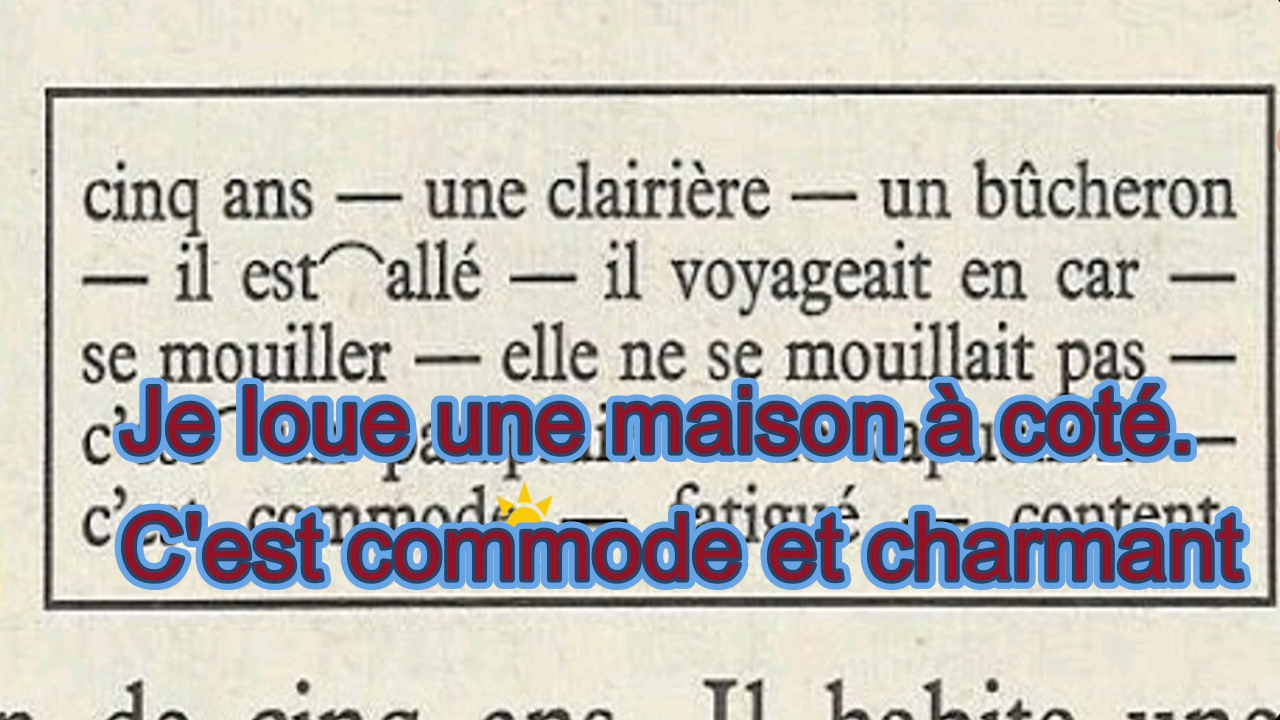 cinq ans — une clairière — un bûcheron
— il est allé — il voyageait en car —
se mouiller — elle ne se mouillait pas —
Je loue une maison à coté.
c'est commode — fatigué — content
C'est commode et charmant
de cinq ans. Il habite une